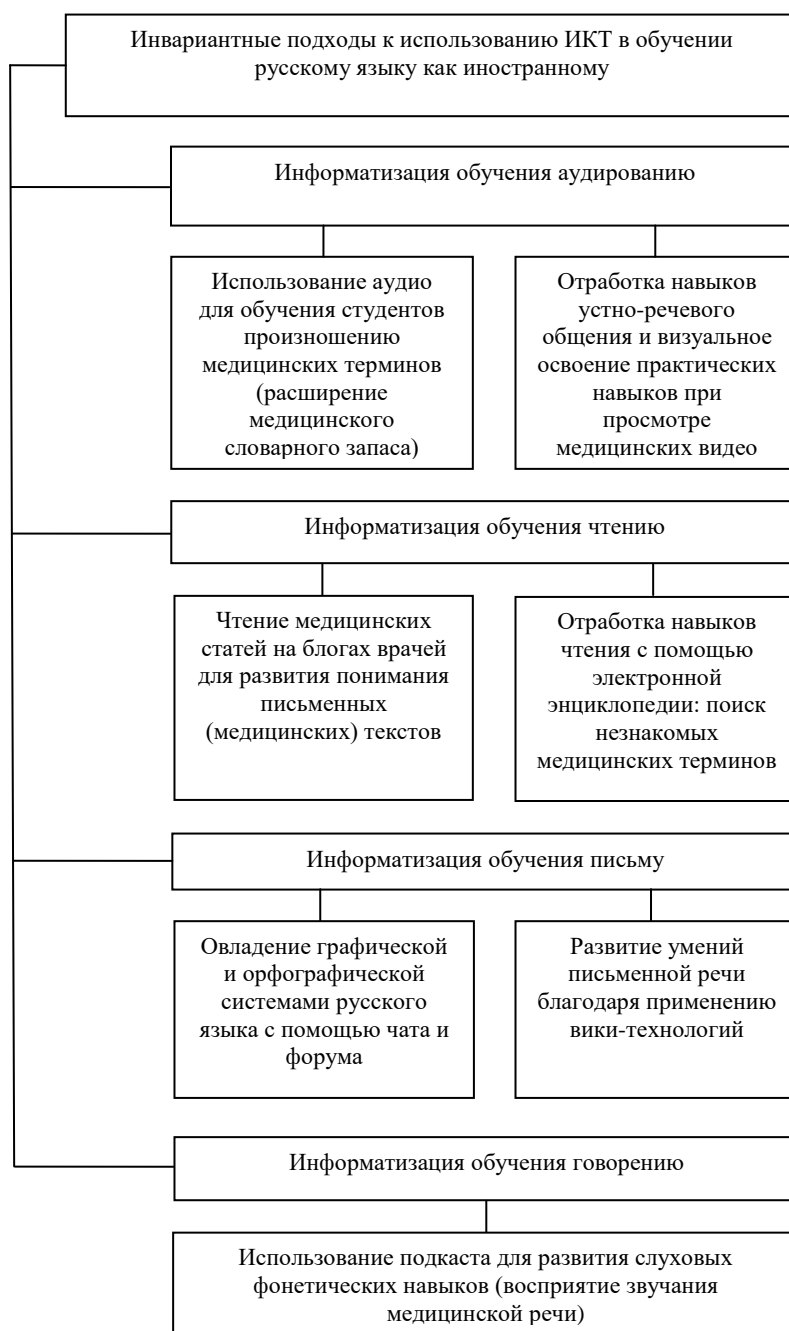 Инвариантные подходы к использованию ИКТ в обучении
русскому языку как иностранному
Информатизация обучения аудированию
Использование аудио
для обучения студентов
произношению
медицинских терминов
(расширение
медицинского
словарного запаса)
Отработка навыков
устно-речевого
общения и визуальное
освоение практических
навыков при
просмотре
медицинских видео
Информатизация обучения чтению
Чтение медицинских
статей на блогах врачей
для развития понимания
письменных
(медицинских) текстов
Отработка навыков
чтения с помощью
электронной
энциклопедии: поиск
незнакомых
медицинских терминов
Информатизация обучения письму
Овладение графической
и орфографической
системами русского
языка с помощью чата и
форума
Развитие умений
письменной речи
благодаря применению
вики-технологий
Информатизация обучения говорению
Использование подкаста для развития слуховых
фонетических навыков (восприятие звучания
медицинской речи)